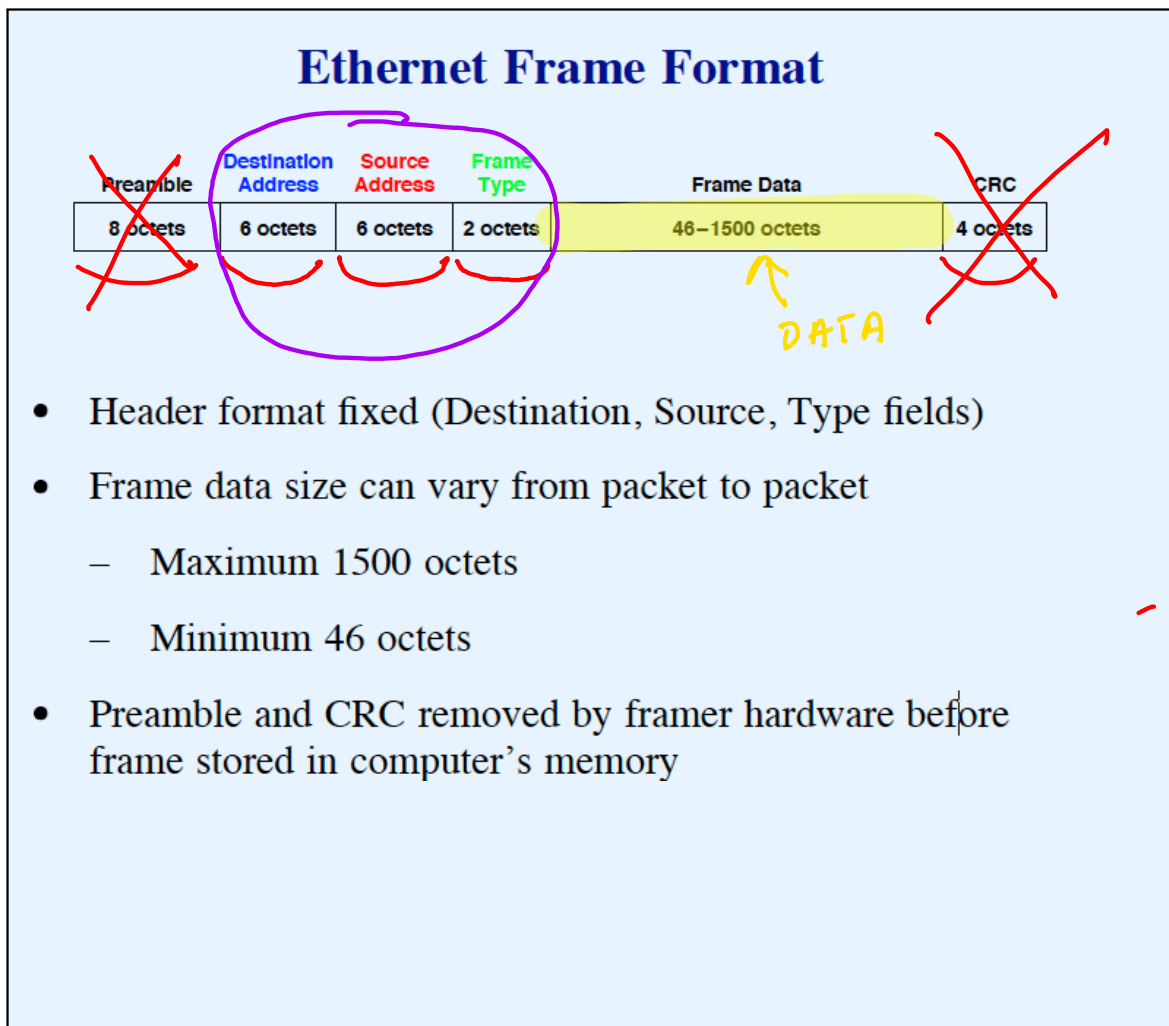 Ethernet Frame Format
Preamble Destination Address Source Address Frame Type Frame Data CRC
8 octets 6 octets 6 octets 2 octets 46–1500 octets 4 octets
DATA
• Header format fixed (Destination, Source, Type fields)
• Frame data size can vary from packet to packet
– Maximum 1500 octets
– Minimum 46 octets
• Preamble and CRC removed by framer hardware before
frame stored in computer's memory